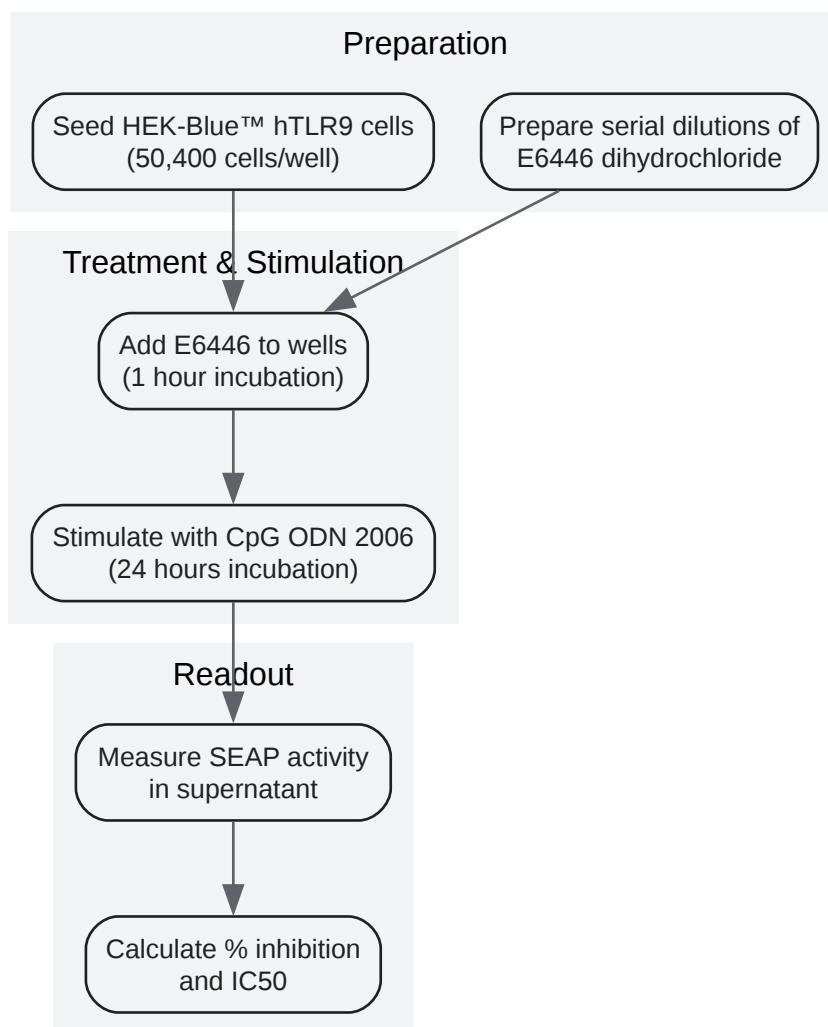 Preparation
Seed HEK-Blue™ hTLR9 cells
(50,400 cells/well)
Prepare serial dilutions of
E6446 dihydrochloride
Treatment & Stimulation
Add E6446 to wells
(1 hour incubation)
Stimulate with CpG ODN 2006
(24 hours incubation)
Readout
Measure SEAP activity
in supernatant
Calculate % inhibition
and IC50